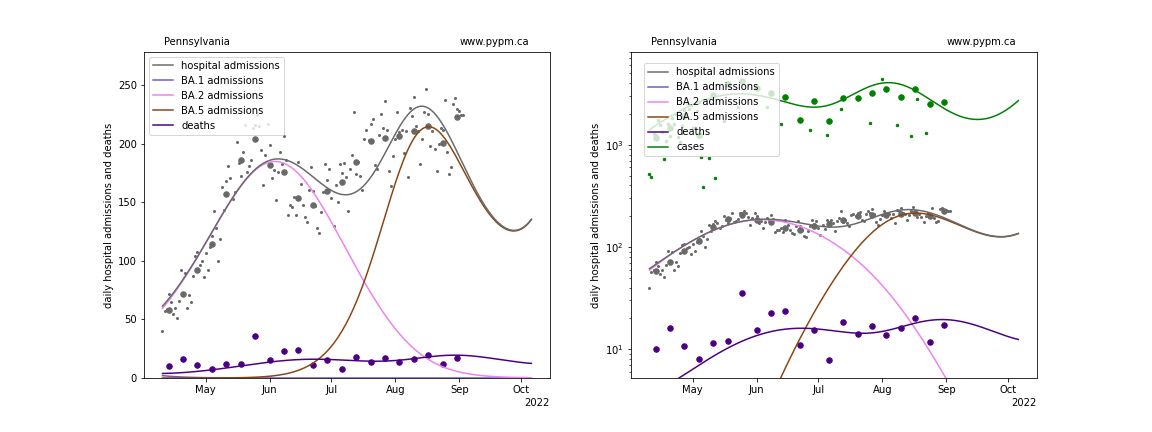 Pennsylvania www.pypm.ca
hospital admissions
BA.1 admissions
BA.2 admissions
BA.5 admissions
deaths
daily hospital admissions and deaths
250
200
150
100
50
0
May Jun Jul Aug Sep Oct
2022
Pennsylvania www.pypm.ca
hospital admissions
BA.1 admissions
BA.2 admissions
BA.5 admissions
deaths
cases
daily hospital admissions and deaths
10³
10²
10¹
May Jun Jul Aug Sep Oct
2022